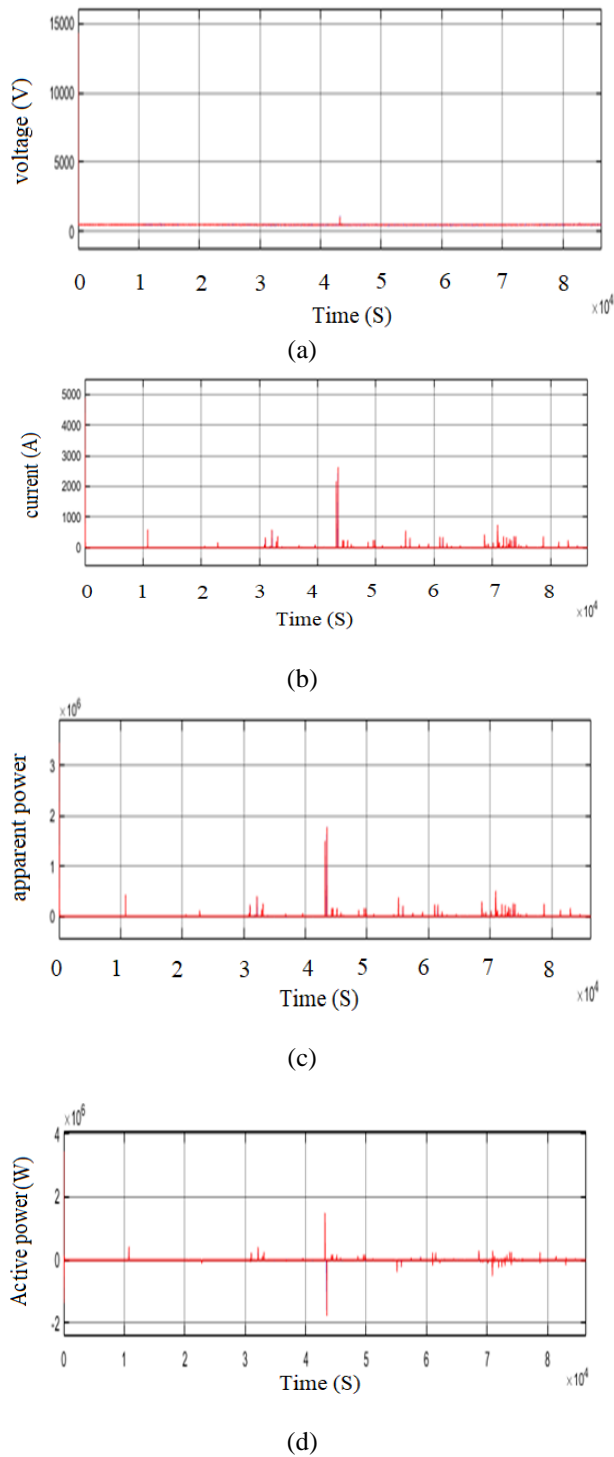 15000
10000
5000
0
voltage (V)
0 1 2 3 4 5 6 7 8
×10⁴
Time (S)
(a)
5000
4000
3000
2000
1000
0
current (A)
0 1 2 3 4 5 6 7 8
×10⁴
Time (S)
(b)
×10⁶
3
2
1
0
apparent power
0 1 2 3 4 5 6 7 8
×10⁴
Time (S)
(c)
×10⁶
4
2
0
-2
Active power(W)
0 1 2 3 4 5 6 7 8
×10⁴
Time (S)
(d)